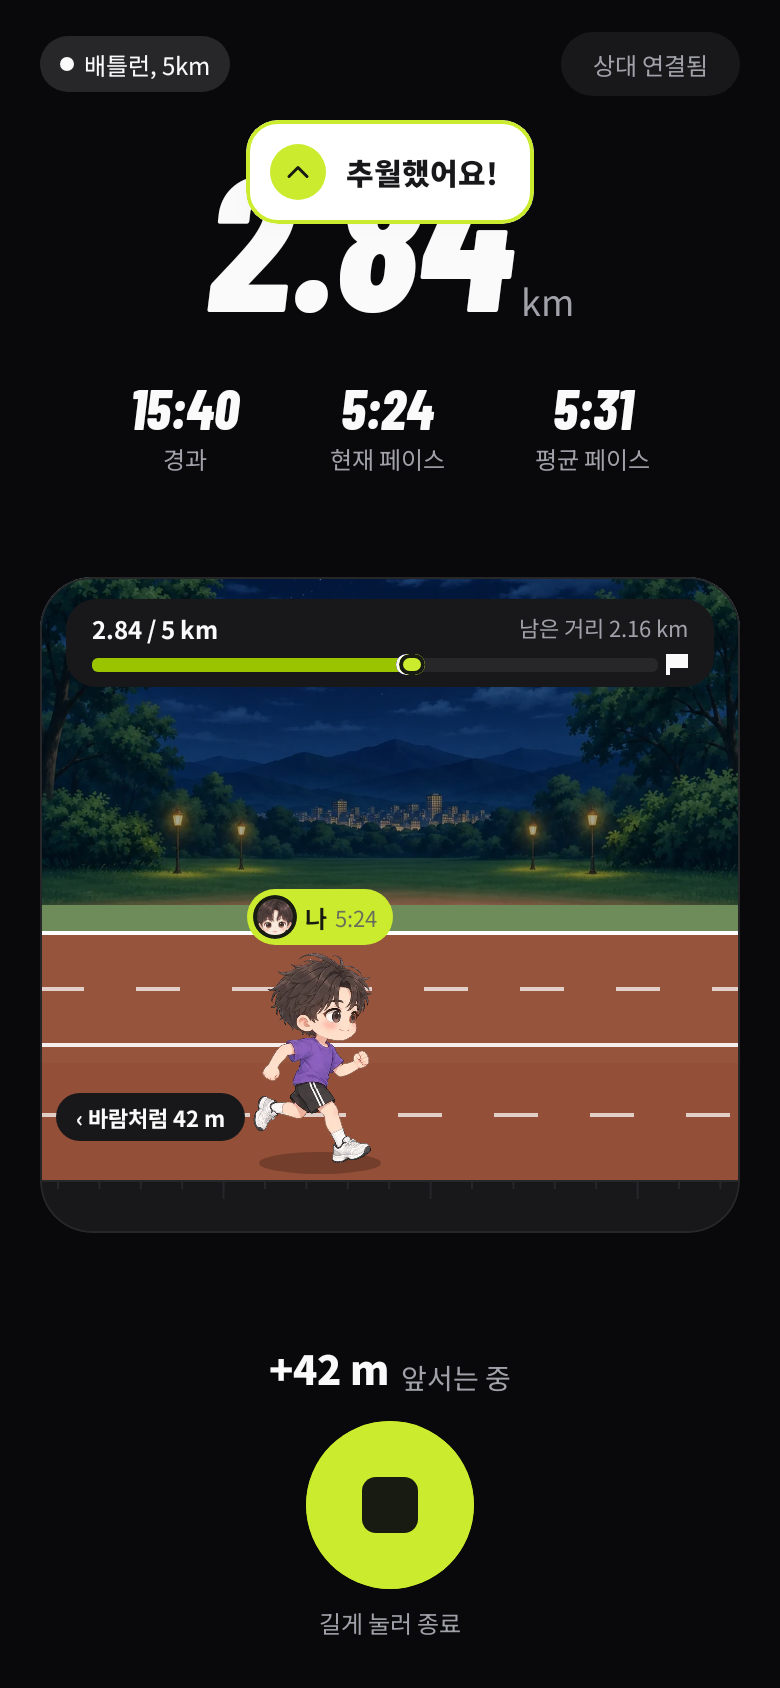 배틀런, 5km
상대 연결됨
추월했어요!
2.84 km
15:40 5:24 5:31
경과 현재 페이스 평균 페이스
2.84 / 5 km 남은 거리 2.16 km
나 5:24
‹ 바람처럼 42 m
+42 m 앞서는 중
길게 눌러 종료